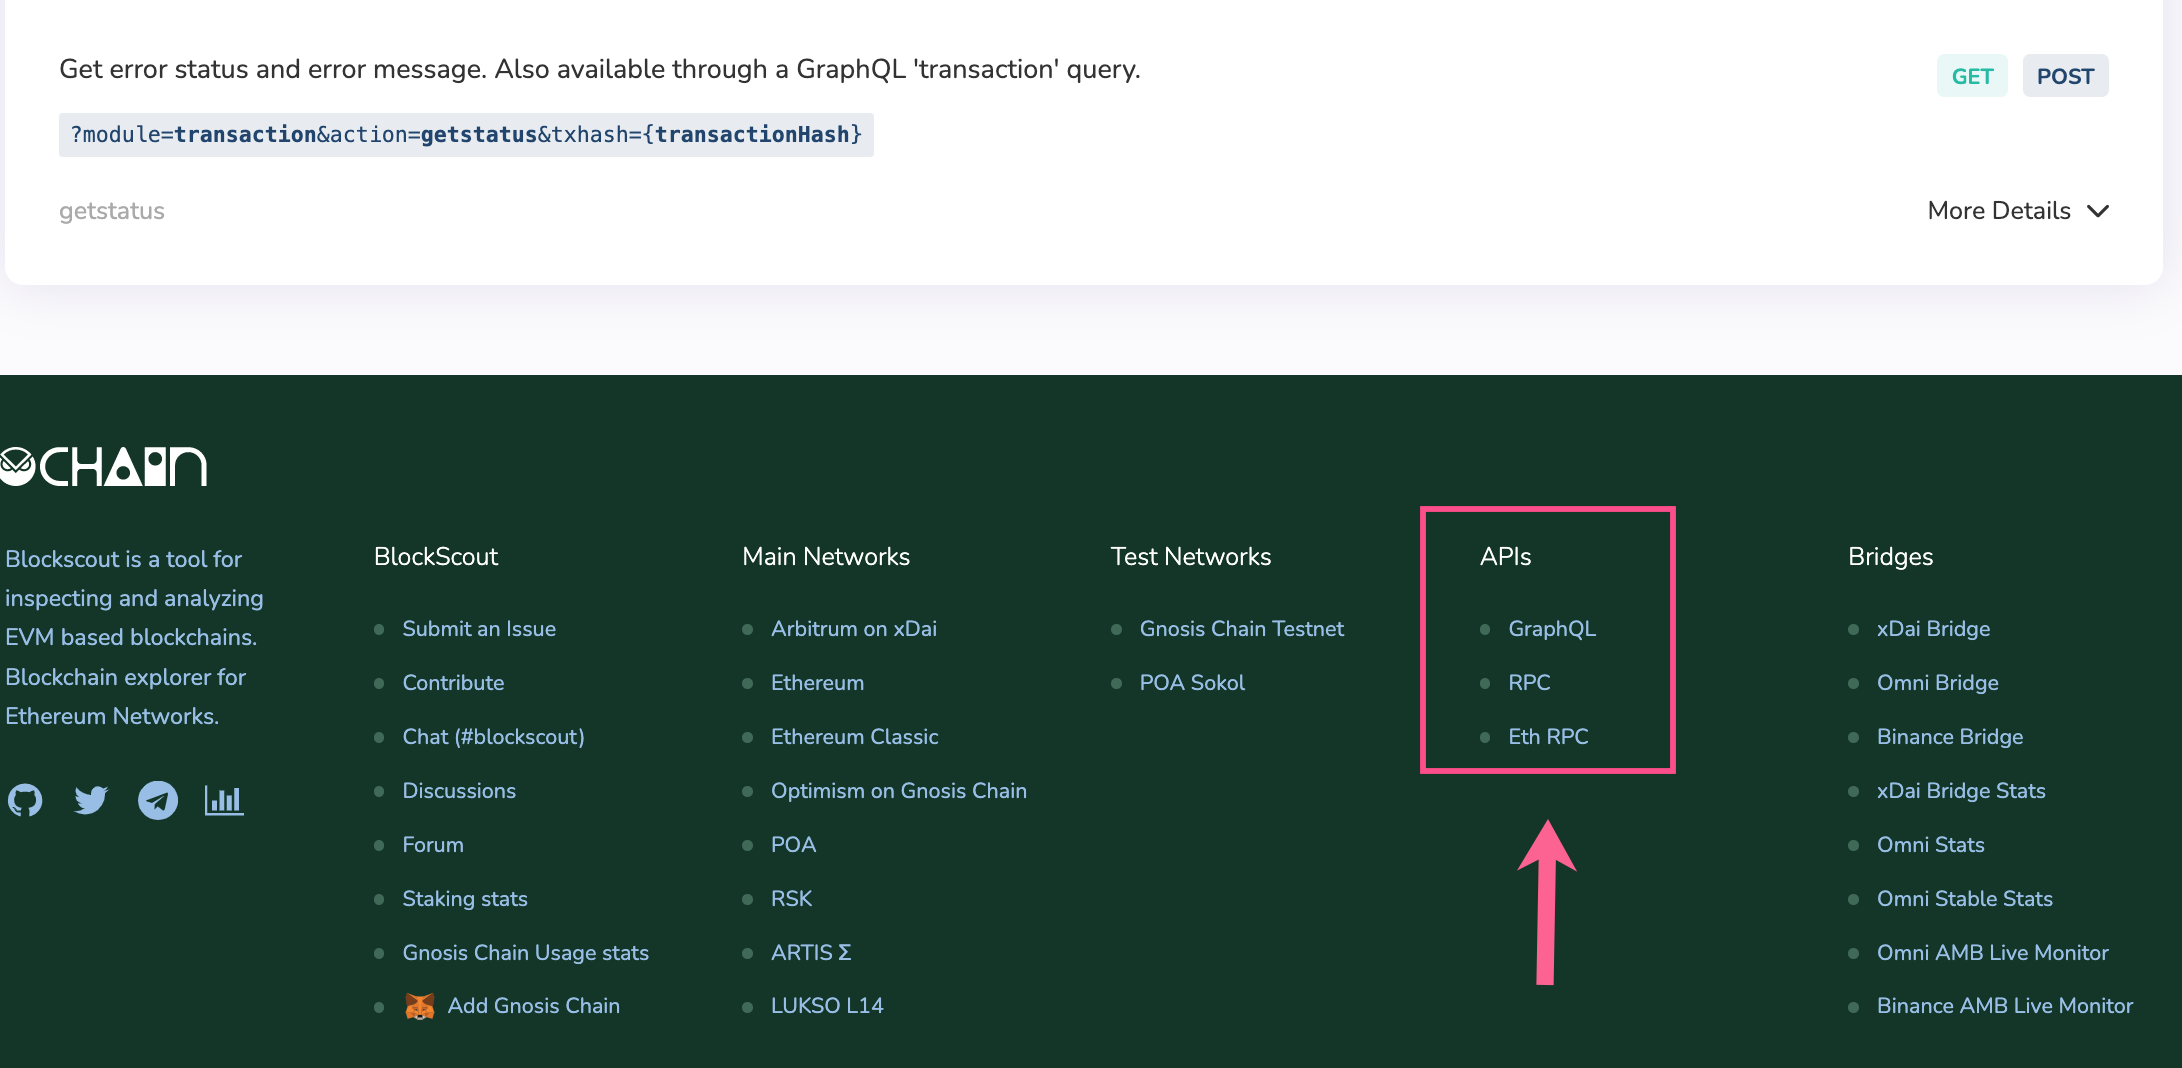 Get error status and error message. Also available through a GraphQL 'transaction' query.
GET POST
?module=transaction&action=getstatus&txhash={transactionHash}
getstatus
More Details
CHAIN
Blockscout is a tool for
inspecting and analyzing
EVM based blockchains.
Blockchain explorer for
Ethereum Networks.
BlockScout
Submit an Issue
Contribute
Chat (#blockscout)
Discussions
Forum
Staking stats
Gnosis Chain Usage stats
Add Gnosis Chain
Main Networks
Arbitrum on xDai
Ethereum
Ethereum Classic
Optimism on Gnosis Chain
POA
RSK
ARTIS Σ
LUKSO L14
Test Networks
Gnosis Chain Testnet
POA Sokol
APIs
GraphQL
RPC
Eth RPC
Bridges
xDai Bridge
Omni Bridge
Binance Bridge
xDai Bridge Stats
Omni Stats
Omni Stable Stats
Omni AMB Live Monitor
Binance AMB Live Monitor